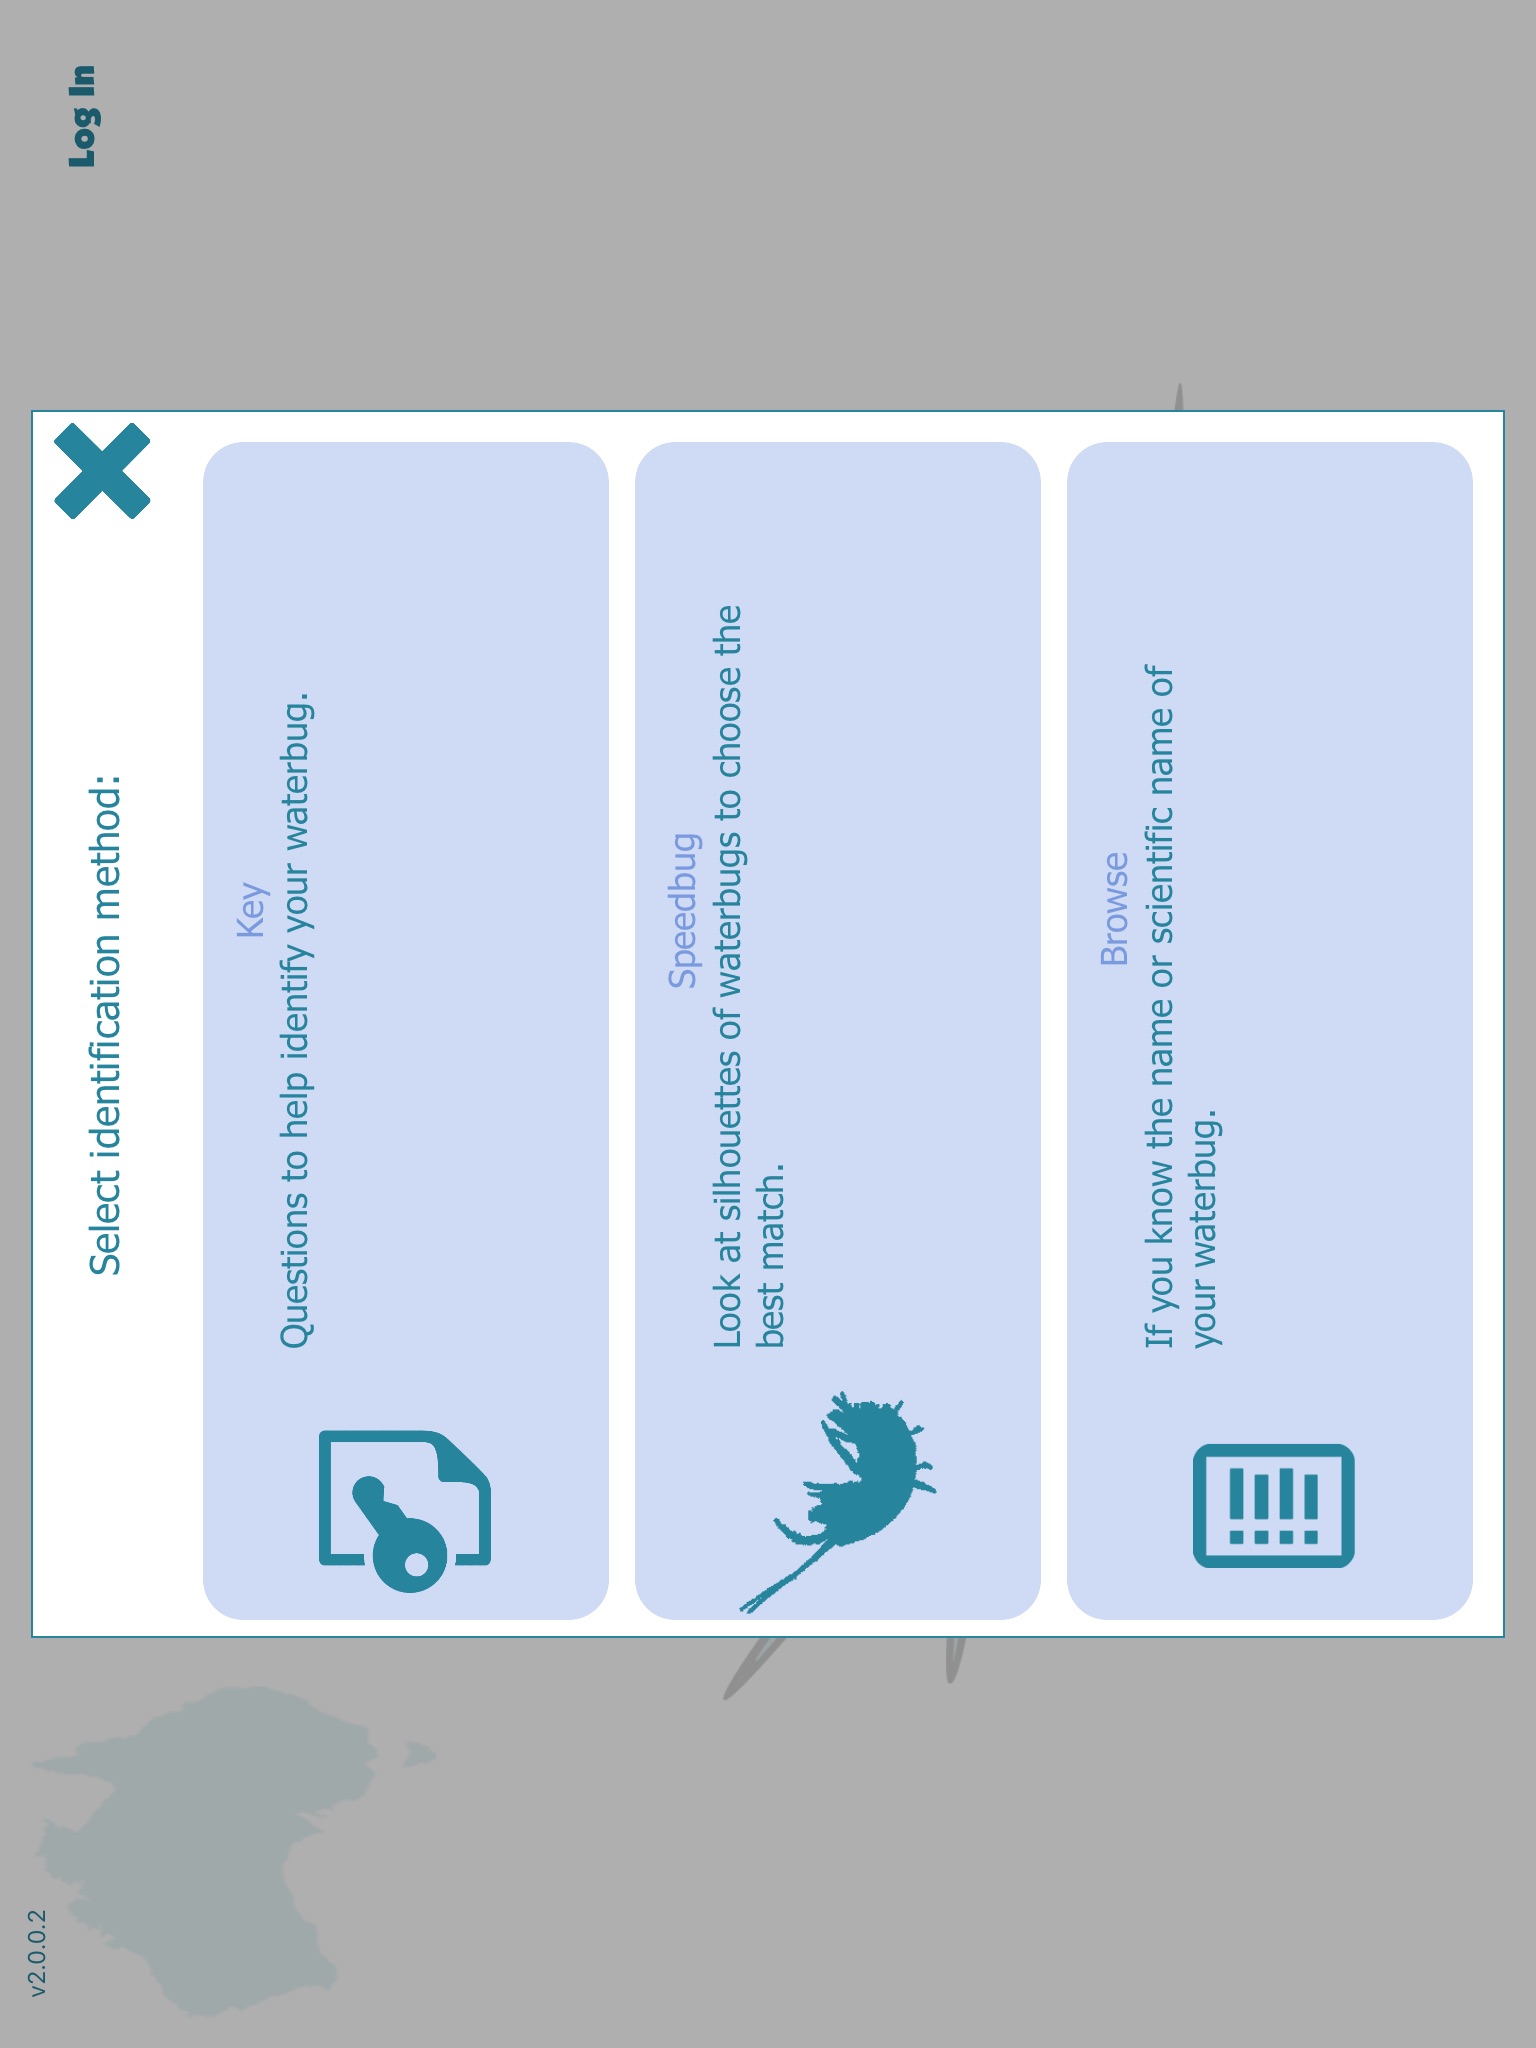 v2.0.0.2
Log In
Select identification method:
Key
Questions to help identify your waterbug.
Speedbug
Look at silhouettes of waterbugs to choose the
best match.
Browse
If you know the name or scientific name of
your waterbug.